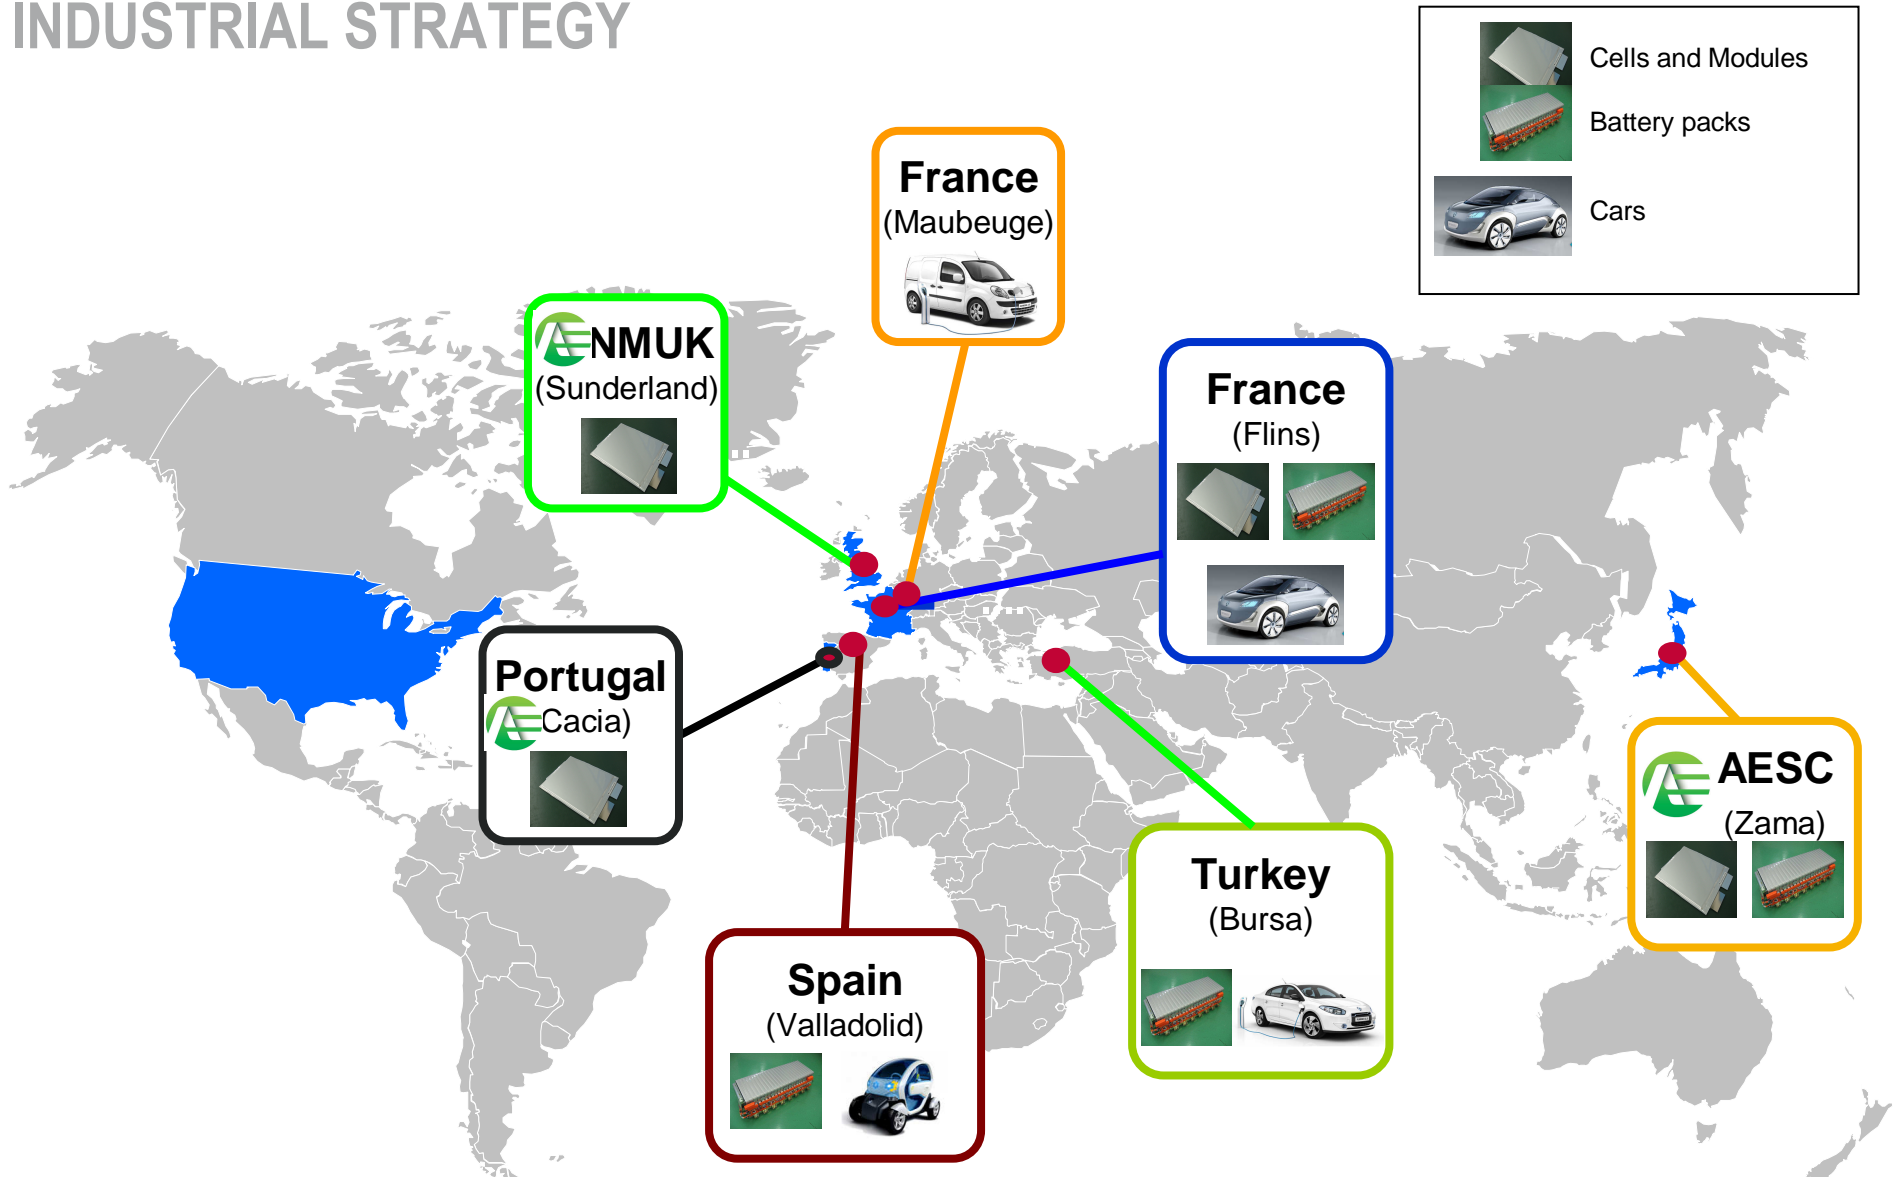 INDUSTRIAL STRATEGY
Cells and Modules
Battery packs
Cars
France
(Maubeuge)
NMUK
(Sunderland)
France
(Flins)
Portugal
Cacia)
AESC
(Zama)
Turkey
(Bursa)
Spain
(Valladolid)